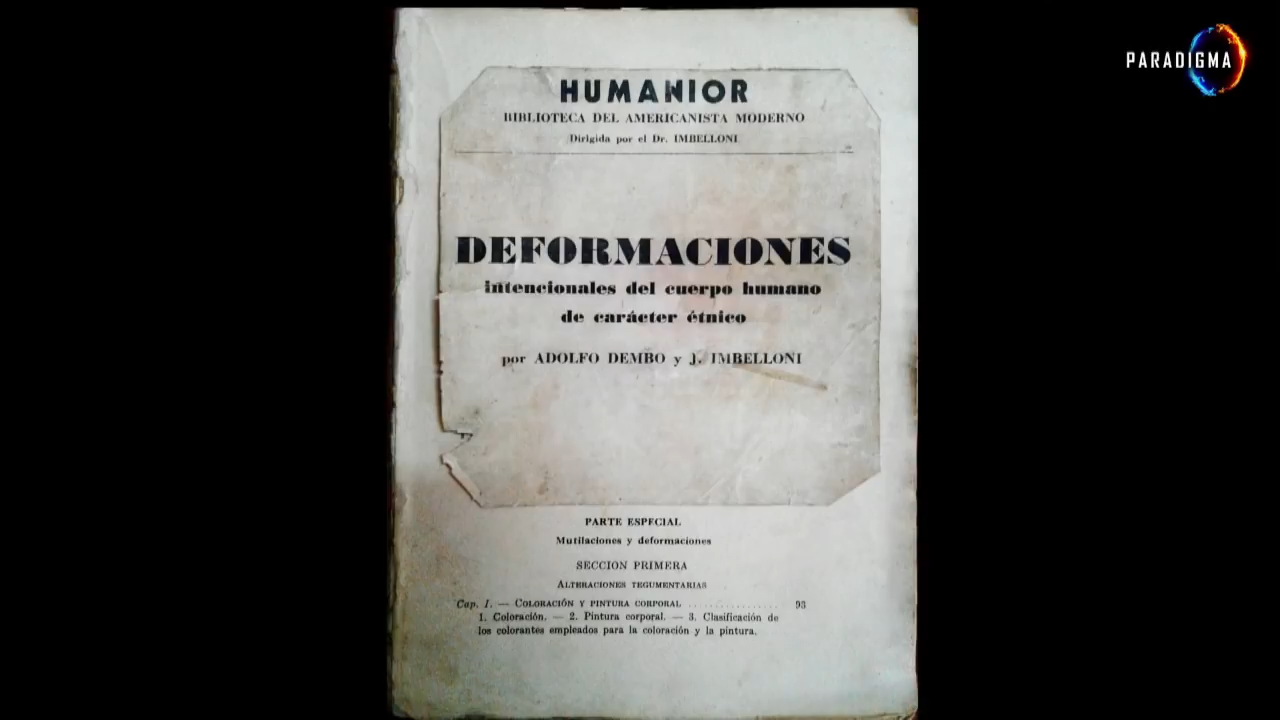 PARADIGMA
HUMANIOR
BIBLIOTECA DEL AMERICANISTA MODERNO
Dirigida por el Dr. IMBELLONI
DEFORMACIONES
intencionales del cuerpo humano
de carácter étnico
por ADOLFO DEMBO y J. IMBELLONI
PARTE ESPECIAL
Mutilaciones y deformaciones
SECCION PRIMERA
ALTERACIONES TEGUMENTARIAS
Cap. I. — COLORACIÓN Y PINTURA CORPORAL .................. 93
1. Coloración. — 2. Pintura corporal. — 3. Clasificación de
los colorantes empleados para la coloración y la pintura.